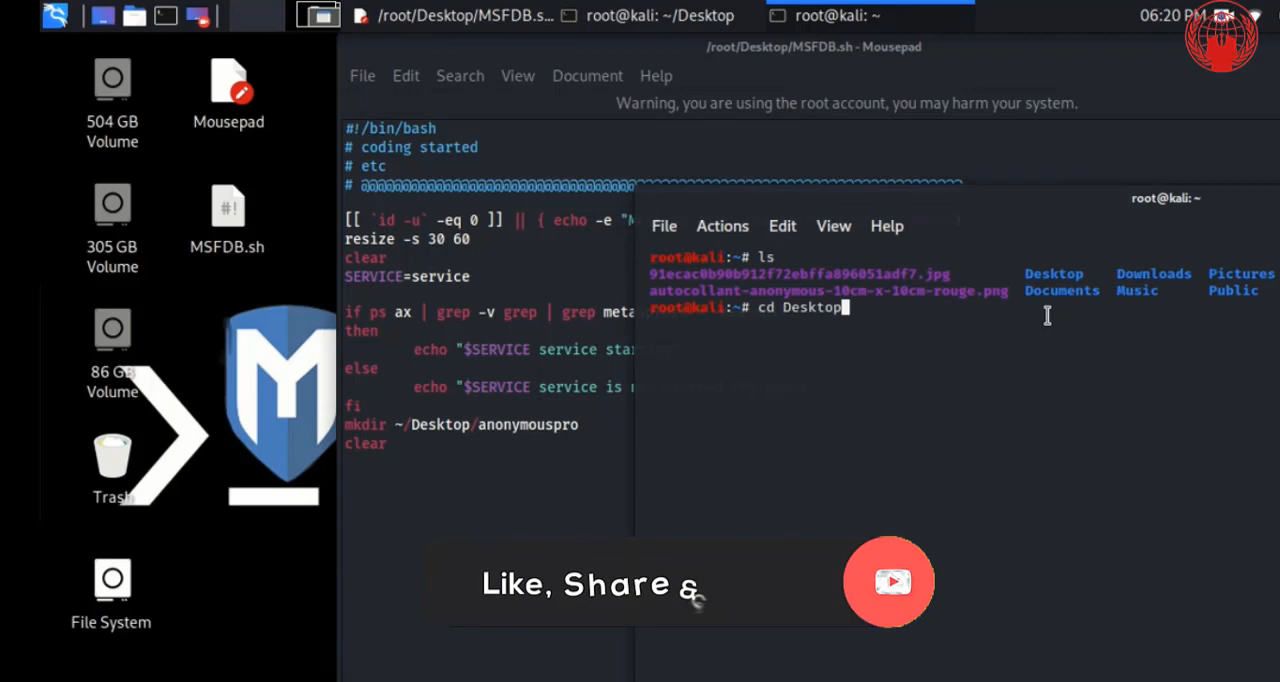 /root/Desktop/MSFDB.s... root@kali: ~/Desktop root@kali: ~ 06:20 PM
/root/Desktop/MSFDB.sh - Mousepad
File Edit Search View Document Help
Warning, you are using the root account, you may harm your system.
504 GB
Volume
Mousepad
305 GB
Volume
#!
MSFDB.sh
86 GB
Volume
Trash
File System
M
#!/bin/bash
# coding started
# etc
[[ `id -u` -eq 0 ]] || { echo -e "
resize -s 30 60
clear
SERVICE=service
if ps ax | grep -v grep | grep meta
then
echo "$SERVICE service star
else
echo "$SERVICE service is
fi
mkdir ~/Desktop/anonymouspro
clear
root@kali: ~
File Actions Edit View Help
root@kali:~# ls
91ecac0b90b912f72ebffa896051adf7.jpg Desktop Downloads Pictures
autocollant-anonymous-10cm-x-10cm-rouge.png Documents Music Public
root@kali:~# cd Desktop
Like, Share &